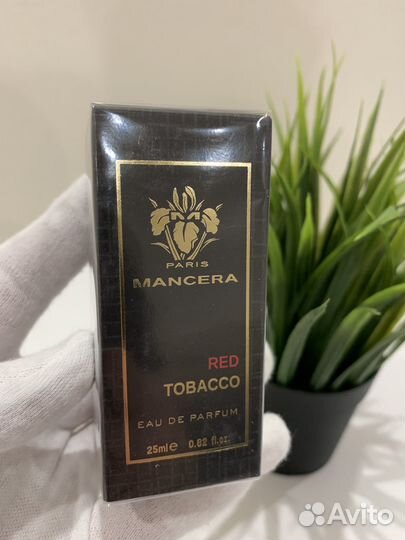 M
PARIS
MANCERA
RED
TOBACCO
EAU DE PARFUM
25ml e 0.82 fl.oz.
Avito